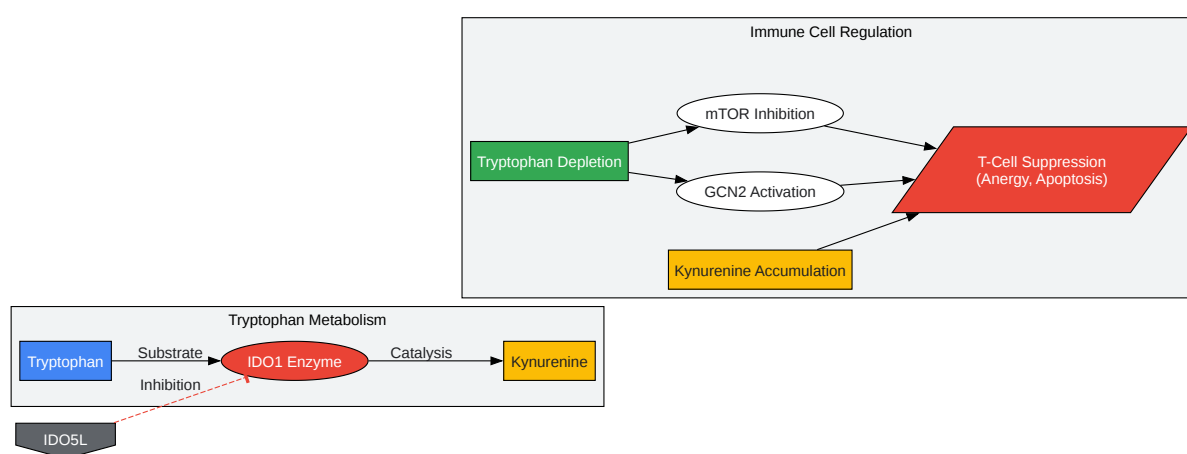 Immune Cell Regulation
mTOR Inhibition
Tryptophan Depletion
T-Cell Suppression
(Anergy, Apoptosis)
GCN2 Activation
Kynurenine Accumulation
Tryptophan Metabolism
Tryptophan
Substrate
IDO1 Enzyme
Catalysis
Kynurenine
Inhibition
IDO5L